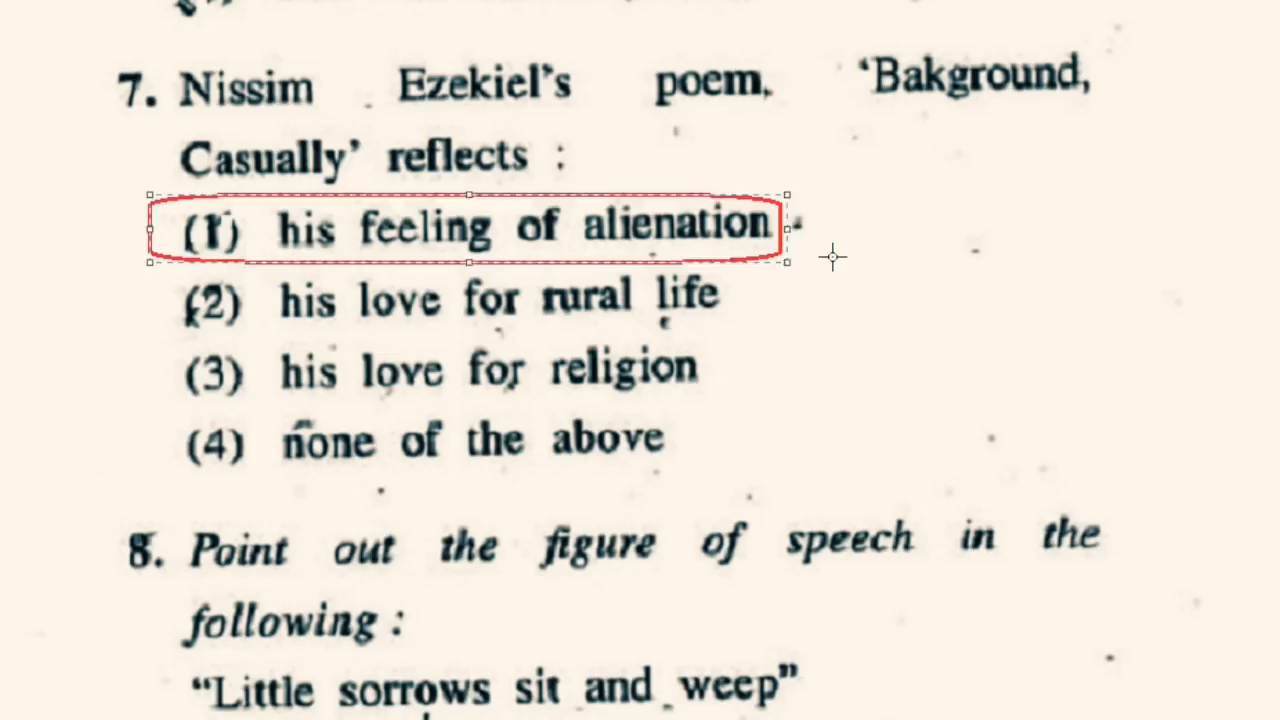 7. Nissim Ezekiel's poem, 'Bakground,
Casually' reflects :
(1) his feeling of alienation
(2) his love for rural life
(3) his love for religion
(4) none of the above
8. Point out the figure of speech in the
following :
"Little sorrows sit and weep"